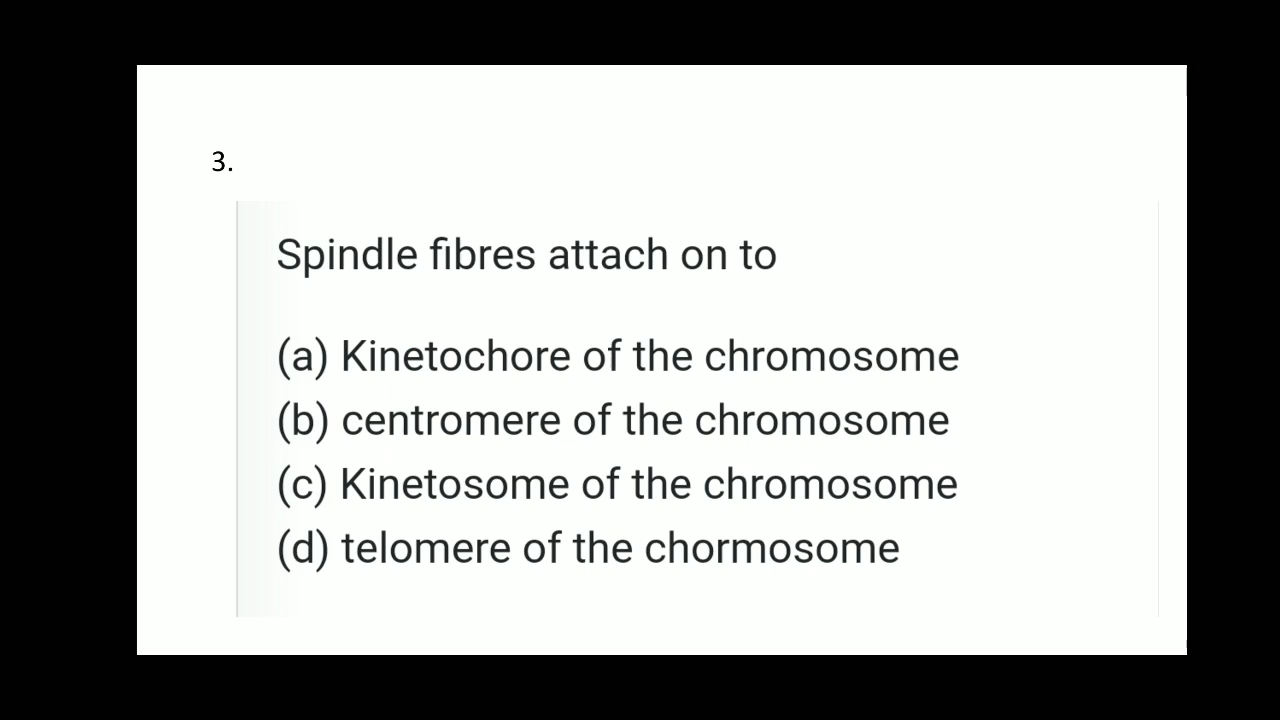 3.
Spindle fibres attach on to
(a) Kinetochore of the chromosome
(b) centromere of the chromosome
(c) Kinetosome of the chromosome
(d) telomere of the chormosome